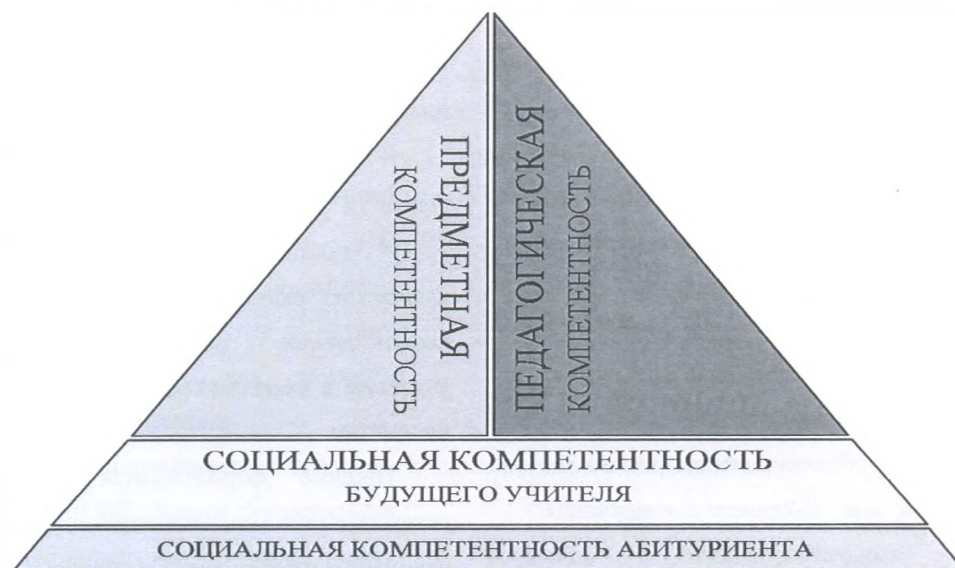 ПРЕДМЕТНАЯ
КОМПЕТЕНТНОСТЬ
ПЕДАГОГИЧЕСКАЯ
КОМПЕТЕНТНОСТЬ
СОЦИАЛЬНАЯ КОМПЕТЕНТНОСТЬ
БУДУЩЕГО УЧИТЕЛЯ
СОЦИАЛЬНАЯ КОМПЕТЕНТНОСТЬ АБИТУРИЕНТА